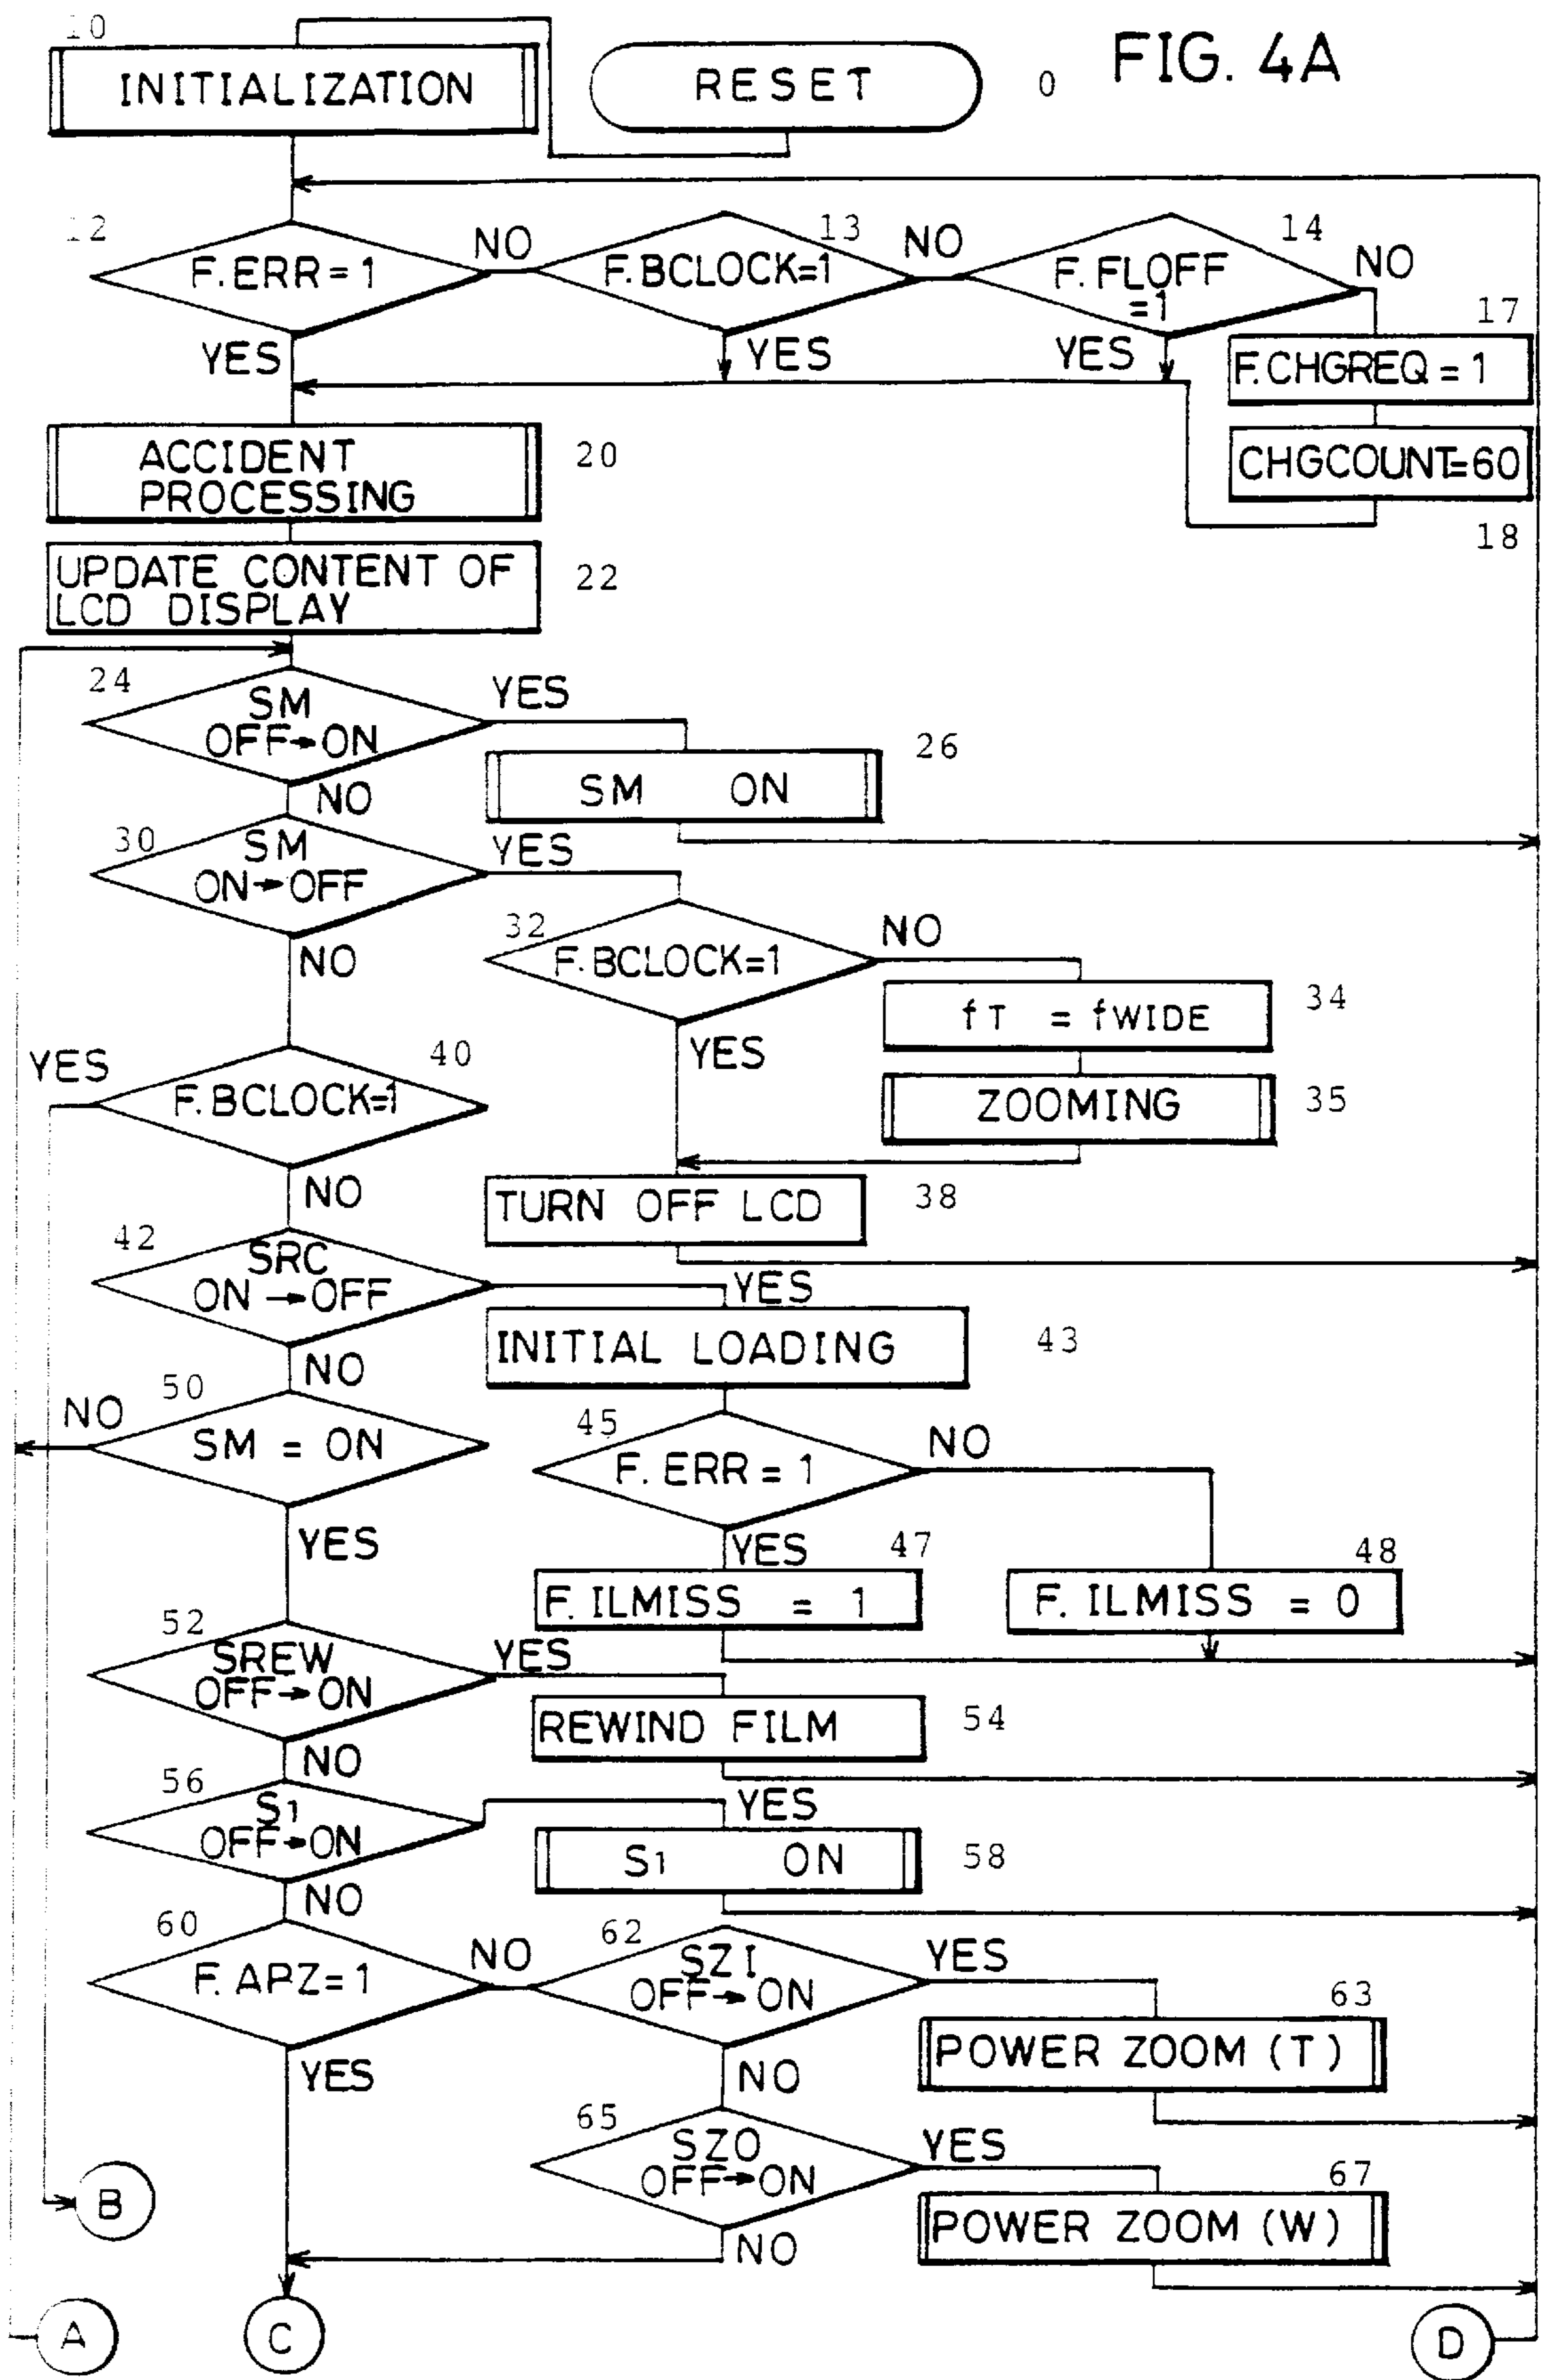 10
INITIALIZATION
RESET
0
FIG. 4A
12
F.ERR=1
NO
13
F.BCLOCK=1
NO
14
F.FLOFF
=1
NO
YES
YES
YES
17
F.CHGREQ=1
CHGCOUNT=60
18
ACCIDENT
PROCESSING
20
UPDATE CONTENT OF
LCD DISPLAY
22
24
SM
OFF→ON
YES
NO
SM ON
26
30
SM
ON→OFF
YES
NO
32
F.BCLOCK=1
NO
YES
fT = fWIDE
34
ZOOMING
35
YES
40
F.BCLOCK=1
NO
TURN OFF LCD
38
42
SRC
ON→OFF
YES
NO
INITIAL LOADING
43
50
NO
SM = ON
YES
45
F.ERR = 1
NO
YES
47
F.ILMISS = 1
48
F.ILMISS = 0
52
SREW
OFF→ON
YES
NO
REWIND FILM
54
56
S1
OFF→ON
YES
NO
S1 ON
58
60
F.APZ=1
NO
YES
62
SZI
OFF→ON
YES
NO
63
POWER ZOOM (T)
65
SZO
OFF→ON
YES
NO
67
POWER ZOOM (W)
B
A
C
D